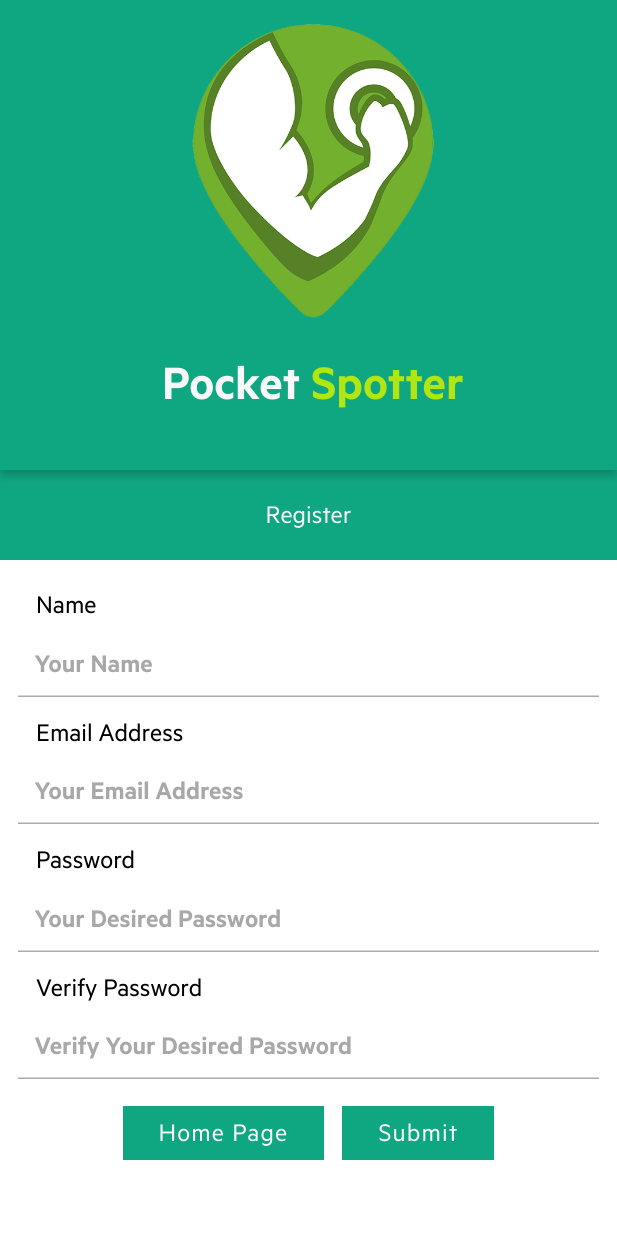 Pocket Spotter
Register
Name
Your Name
Email Address
Your Email Address
Password
Your Desired Password
Verify Password
Verify Your Desired Password
Home Page Submit